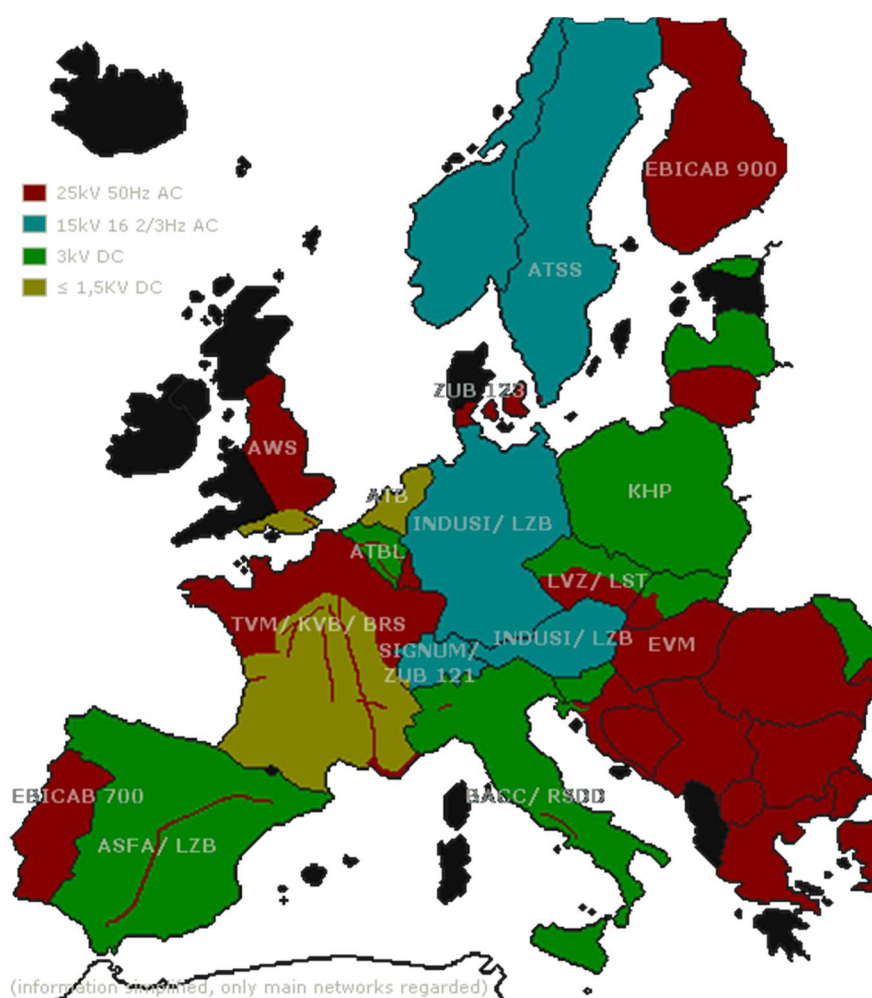 25kV 50Hz AC
15kV 16 2/3Hz AC
3kV DC
≤ 1,5KV DC
EBICAB 900
ATSS
ZUB 123
AWS
ATB
KHP
INDUSI/ LZB
ATBL
LVZ/ LST
TVM/ KVB/ BRS
INDUSI/ LZB
EVM
SIGNUM/
ZUB 121
EBICAB 700
BACC/ RSDD
ASFA/ LZB
(information simplified, only main networks regarded)